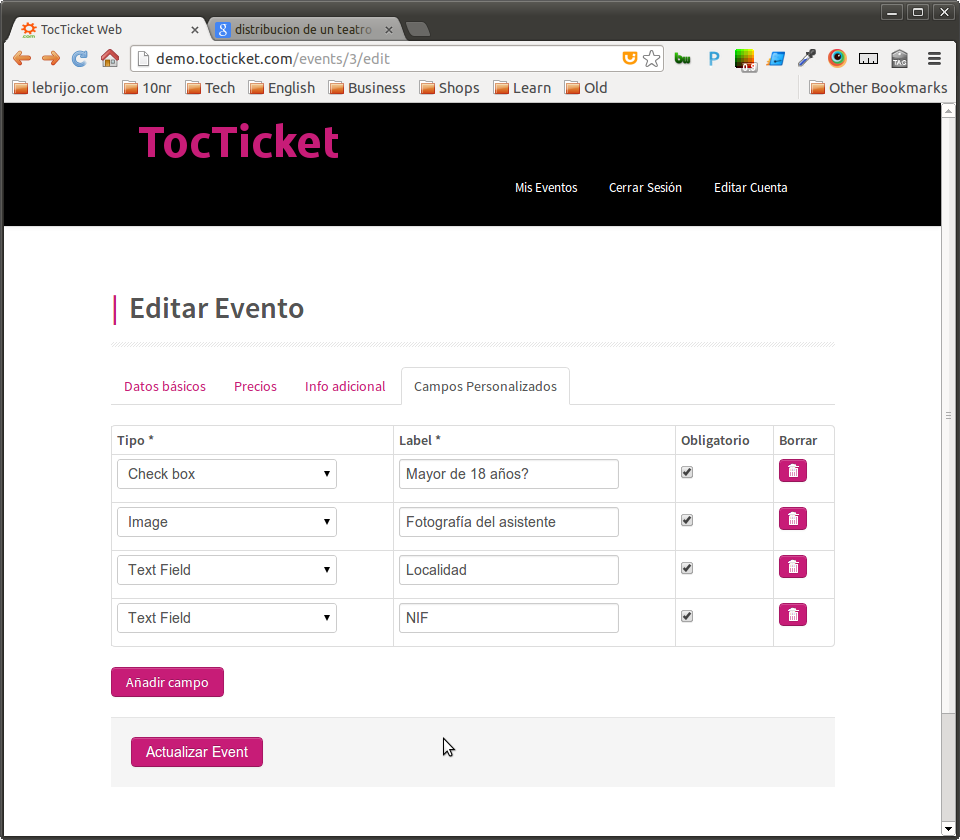 TocTicket Web
distribucion de un teatro
demo.tocticket.com/events/3/edit
lebrijo.com 10nr Tech English Business Shops Learn Old Other Bookmarks
TocTicket
Mis Eventos Cerrar Sesión Editar Cuenta
Editar Evento
Datos básicos Precios Info adicional Campos Personalizados
Tipo * Label * Obligatorio Borrar
Check box Mayor de 18 años?
Image Fotografía del asistente
Text Field Localidad
Text Field NIF
Añadir campo
Actualizar Event